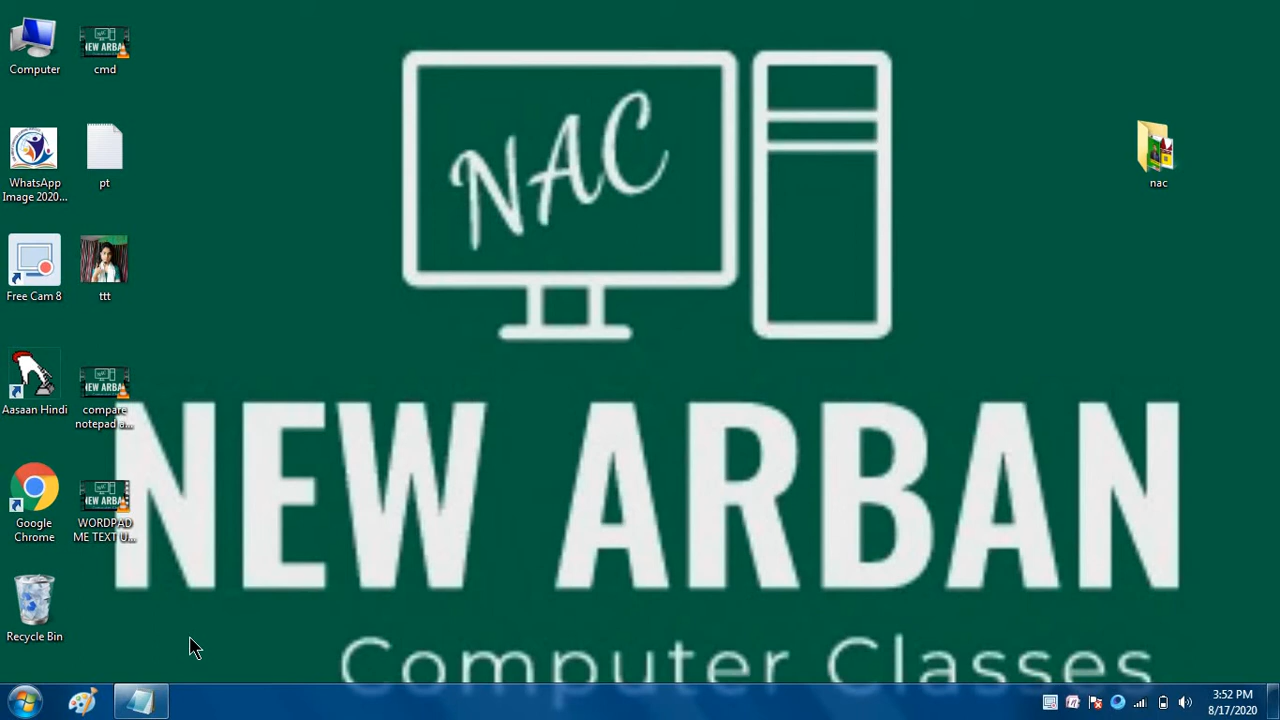 Computer
cmd
WhatsApp
Image 2020...
pt
Free Cam 8
ttt
Aasaan Hindi
compare
notepad a...
Google
Chrome
WORDPAD
ME TEXT U...
Recycle Bin
nac
NAC
NEW ARBAN
Computer Classes
3:52 PM
8/17/2020